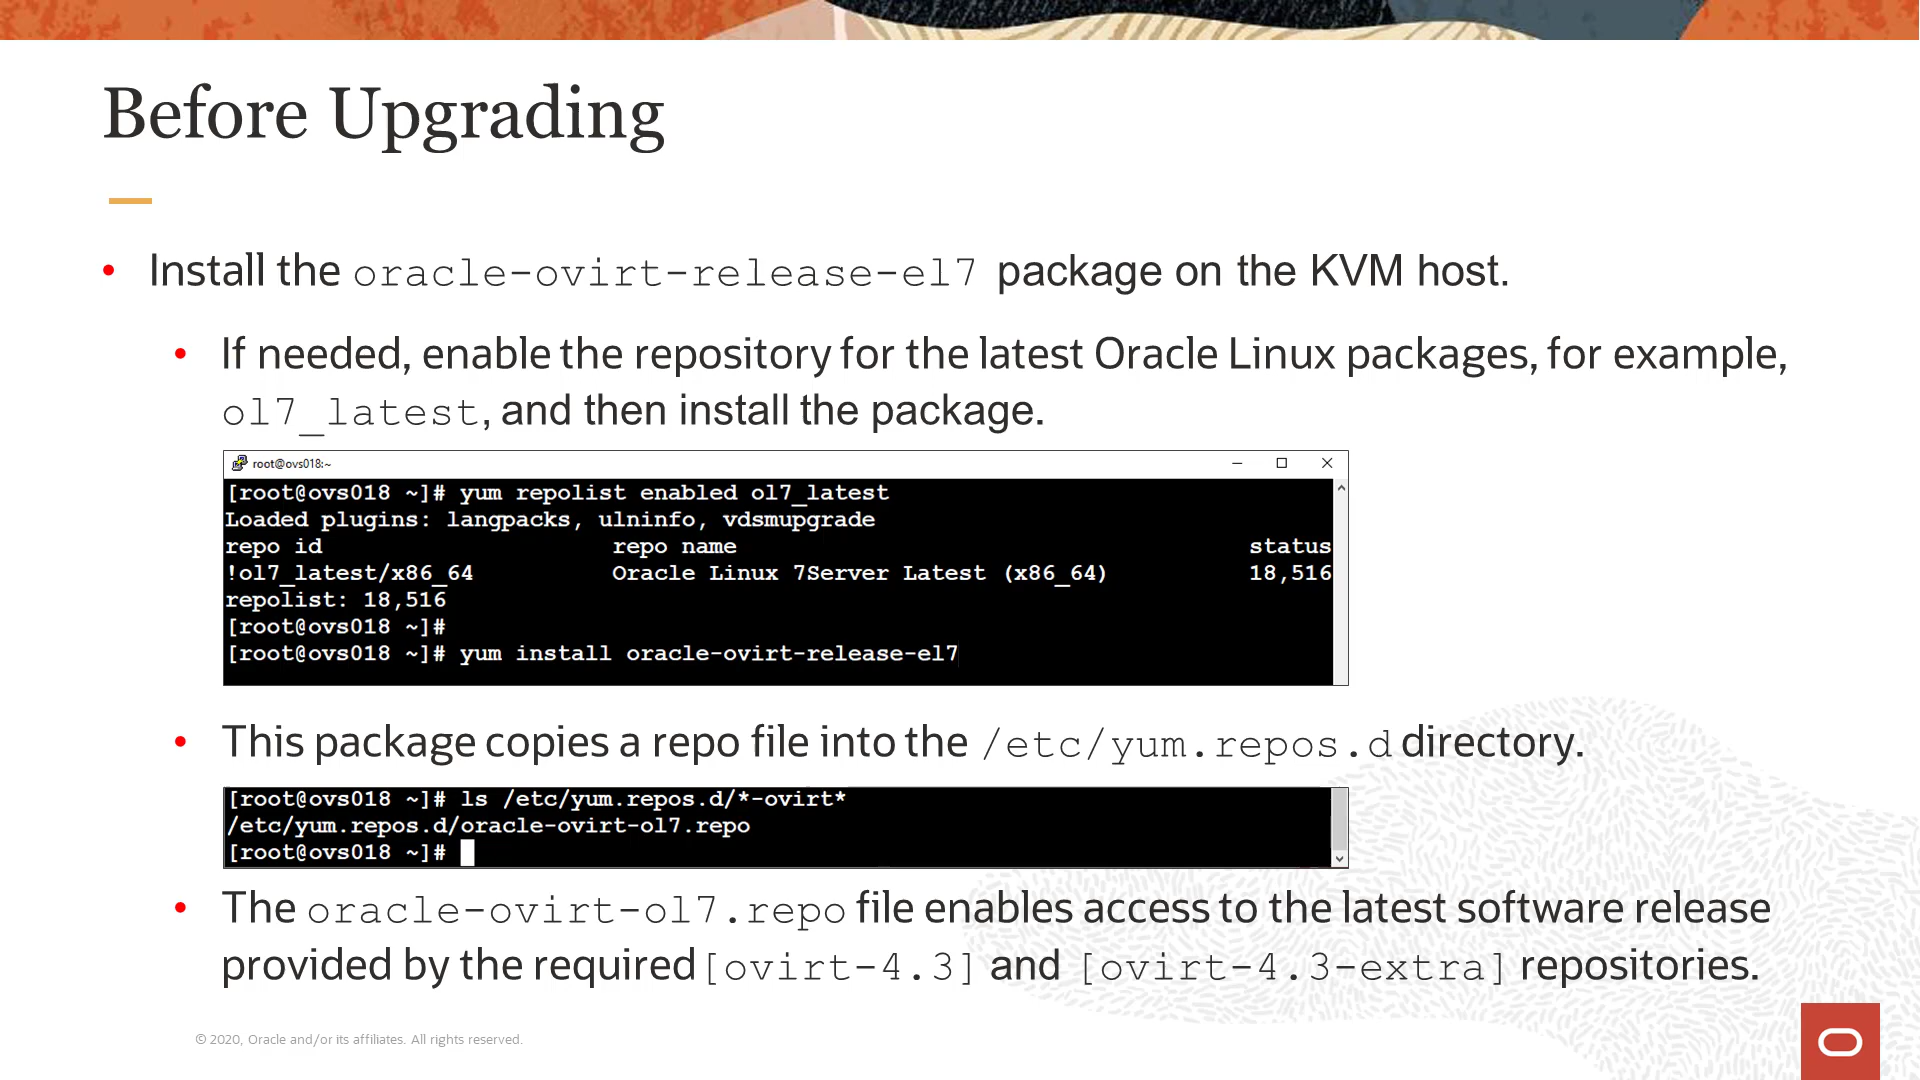 Before Upgrading
• Install the oracle-ovirt-release-el7 package on the KVM host.
• If needed, enable the repository for the latest Oracle Linux packages, for example,
ol7_latest, and then install the package.
root@ovs018:~
[root@ovs018 ~]# yum repolist enabled ol7_latest
Loaded plugins: langpacks, ulninfo, vdsmupgrade
repo id repo name status
!ol7_latest/x86_64 Oracle Linux 7Server Latest (x86_64) 18,516
repolist: 18,516
[root@ovs018 ~]#
[root@ovs018 ~]# yum install oracle-ovirt-release-el7
• This package copies a repo file into the /etc/yum.repos.d directory.
[root@ovs018 ~]# ls /etc/yum.repos.d/*-ovirt*
/etc/yum.repos.d/oracle-ovirt-ol7.repo
[root@ovs018 ~]#
• The oracle-ovirt-ol7.repo file enables access to the latest software release
provided by the required [ovirt-4.3] and [ovirt-4.3-extra] repositories.
© 2020, Oracle and/or its affiliates. All rights reserved.